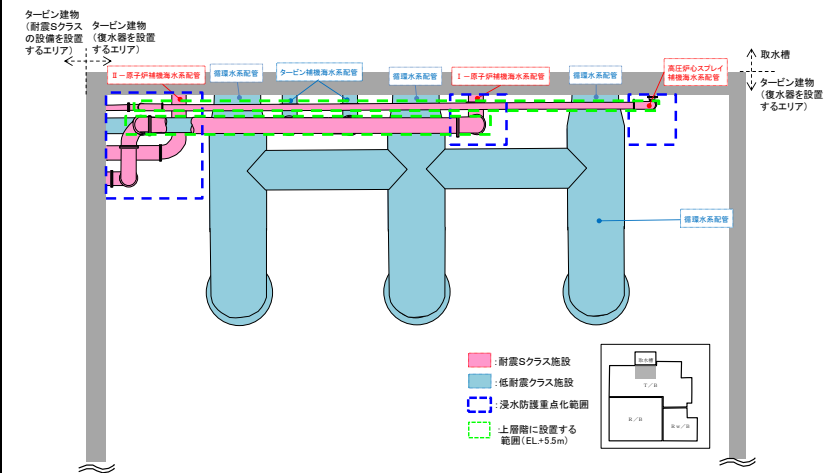 タービン建物
(耐震Sクラス
の設備を設置
するエリア)
タービン建物
(復水器を設置
するエリア)
Ⅱ-原子炉補機海水系配管
循環水系配管
タービン補機海水系配管
循環水系配管
Ⅰ-原子炉補機海水系配管
循環水系配管
高圧炉心スプレイ
補機海水系配管
取水槽
タービン建物
(復水器を設置
するエリア)
循環水系配管
:耐震Sクラス施設
:低耐震クラス施設
:浸水防護重点化範囲
:上層階に設置する
範囲(EL.+5.5m)
取水槽
T/B
R/B
Rw/B